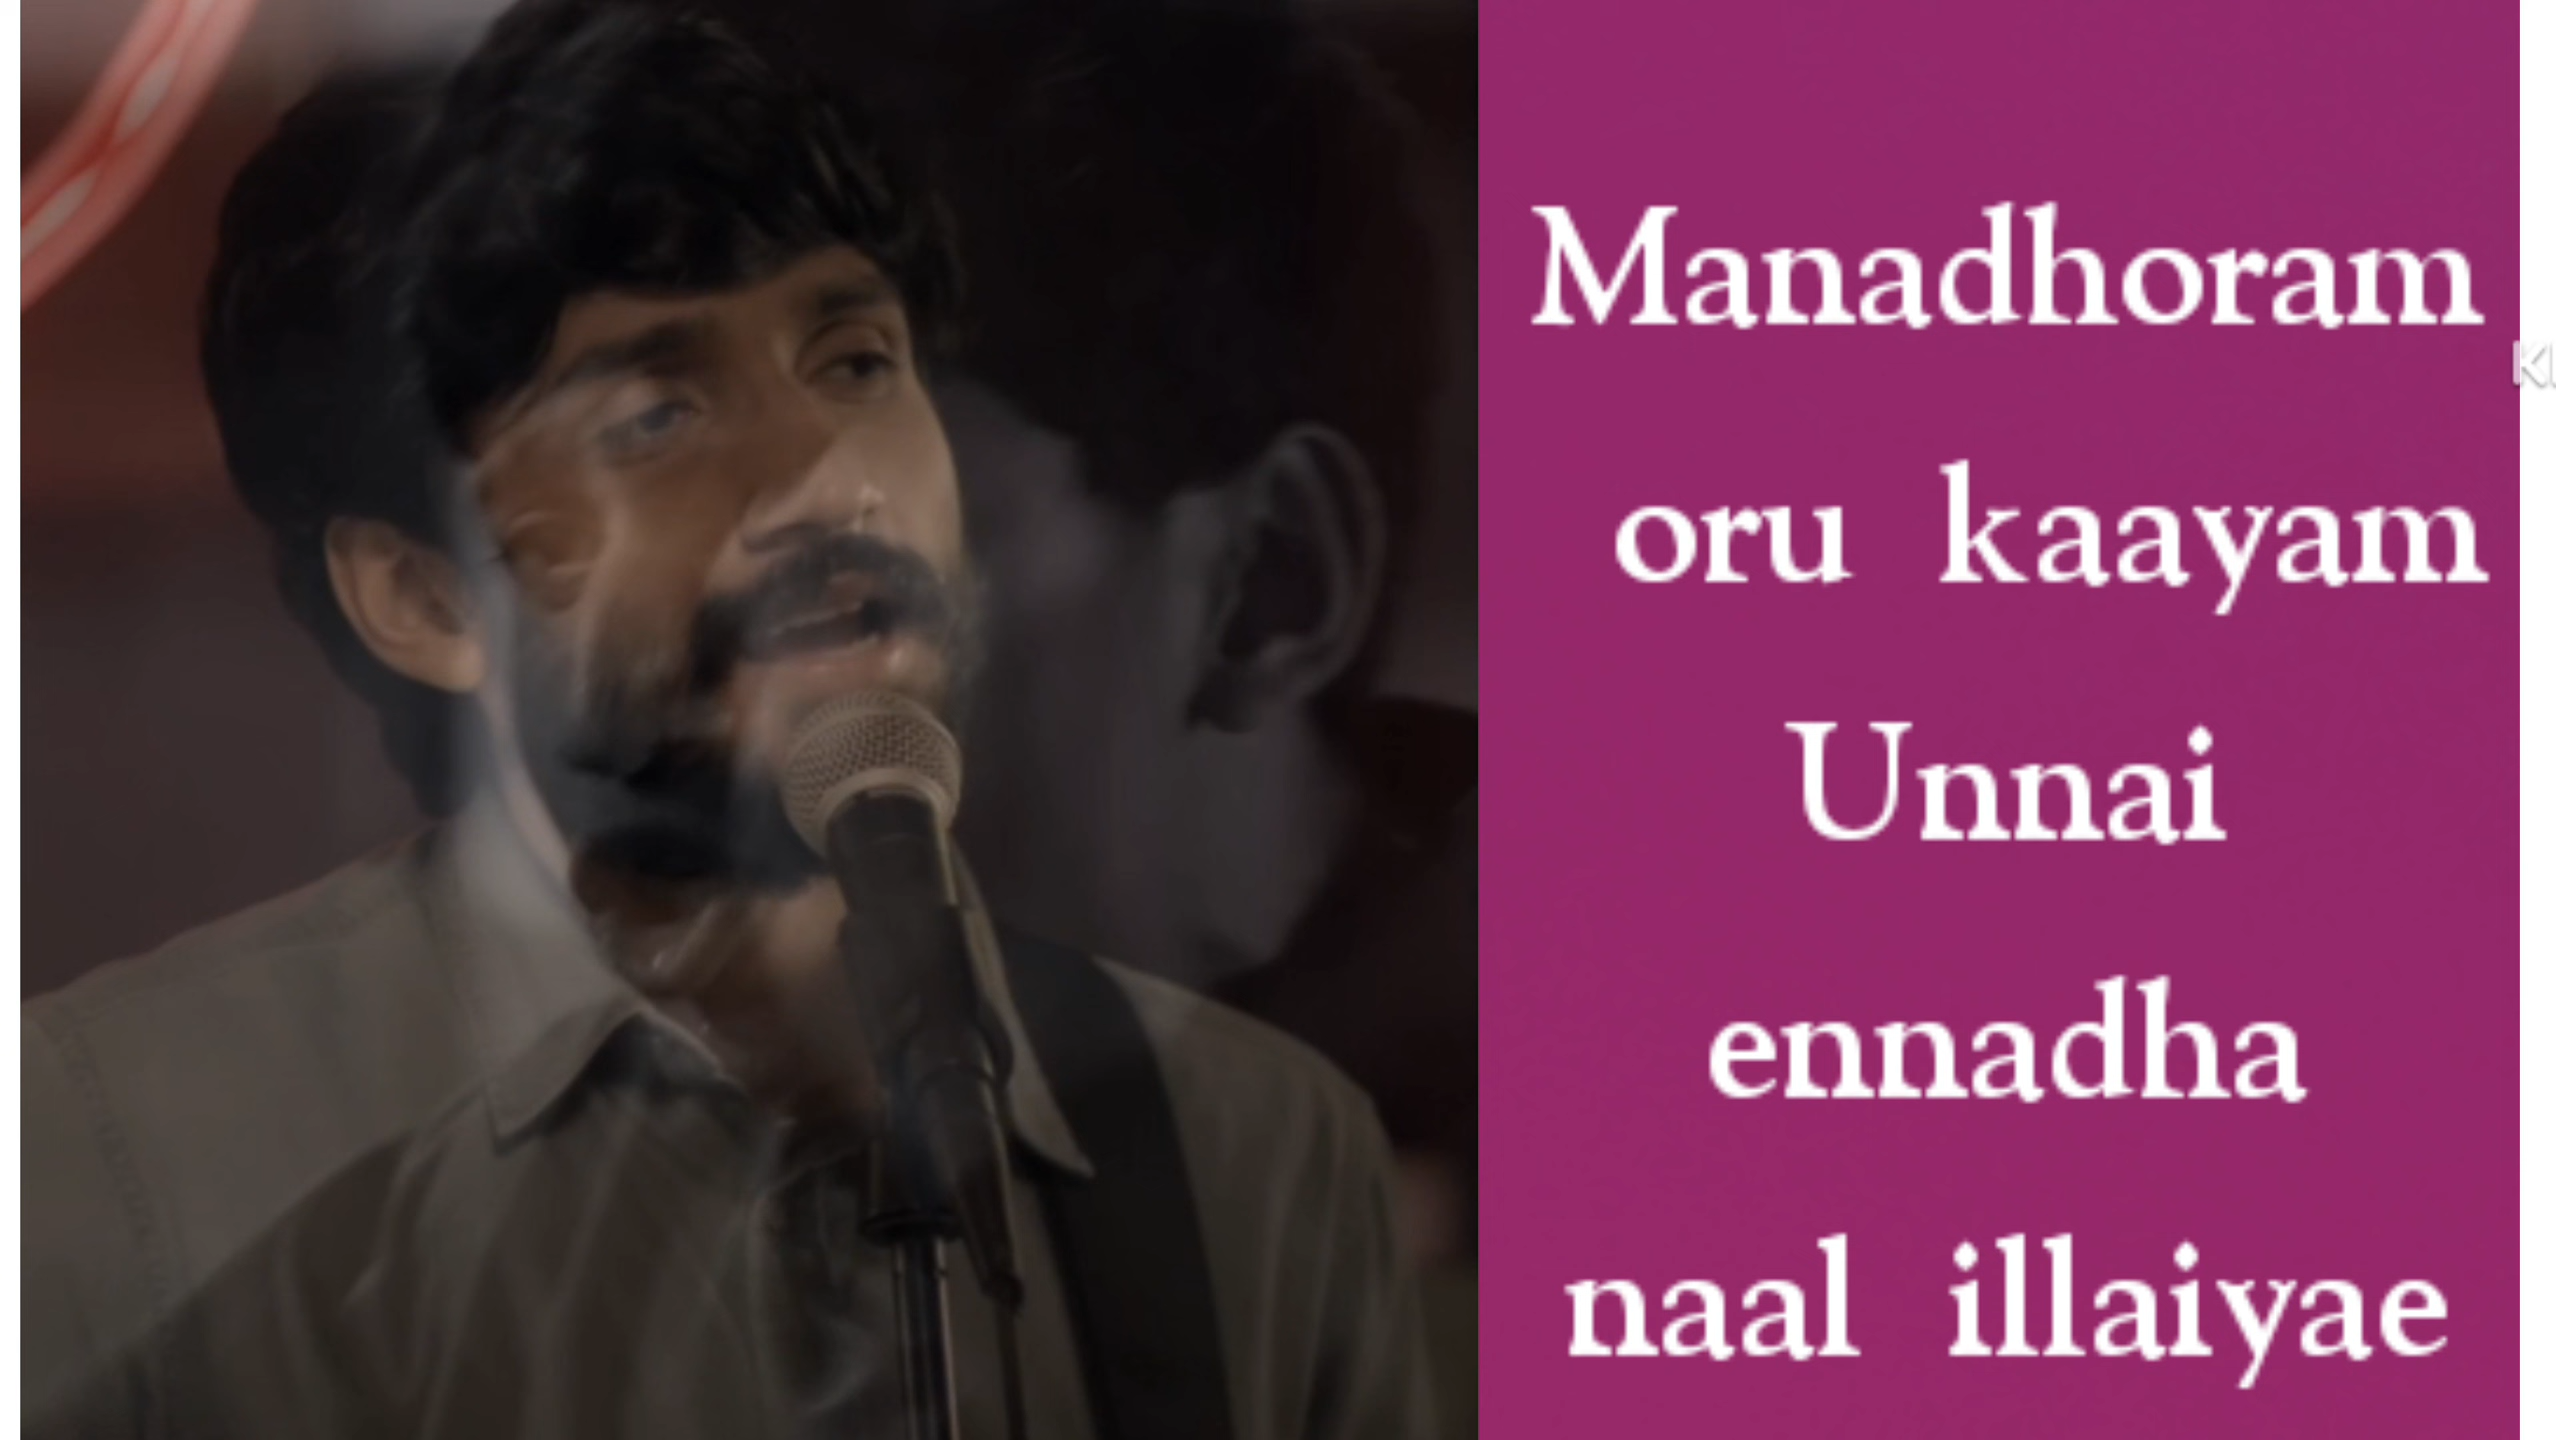 Manadhoram
oru kaayam
Unnai
ennadha
naal illaiyae